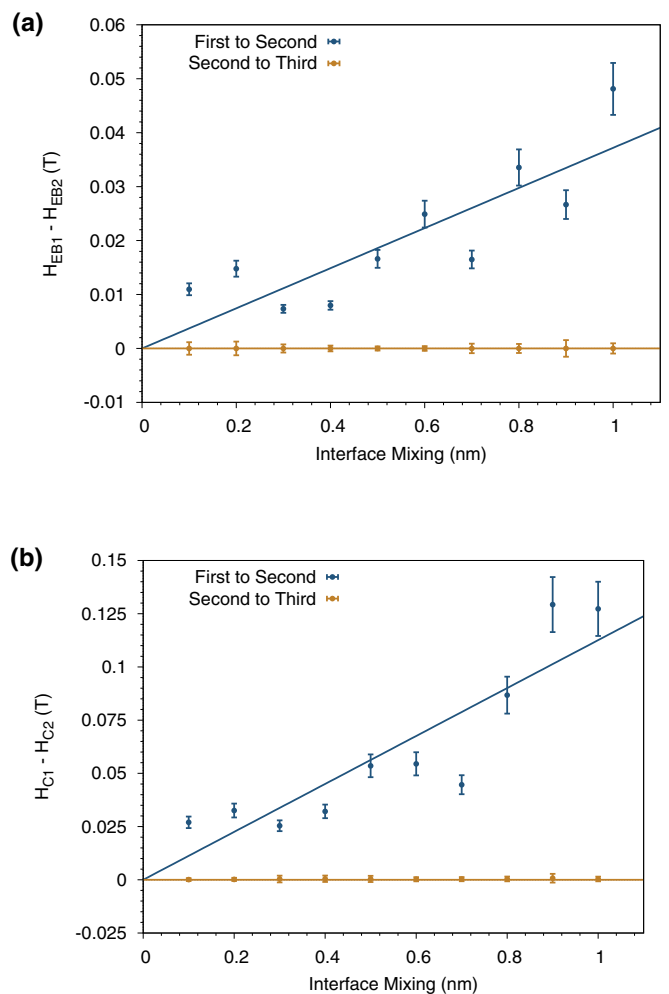 (a)
First to Second
Second to Third
0.06
0.05
0.04
0.03
0.02
0.01
0
-0.01
H_EB1 - H_EB2 (T)
0 0.2 0.4 0.6 0.8 1
Interface Mixing (nm)
(b)
First to Second
Second to Third
0.15
0.125
0.1
0.075
0.05
0.025
0
-0.025
H_C1 - H_C2 (T)
0 0.2 0.4 0.6 0.8 1
Interface Mixing (nm)